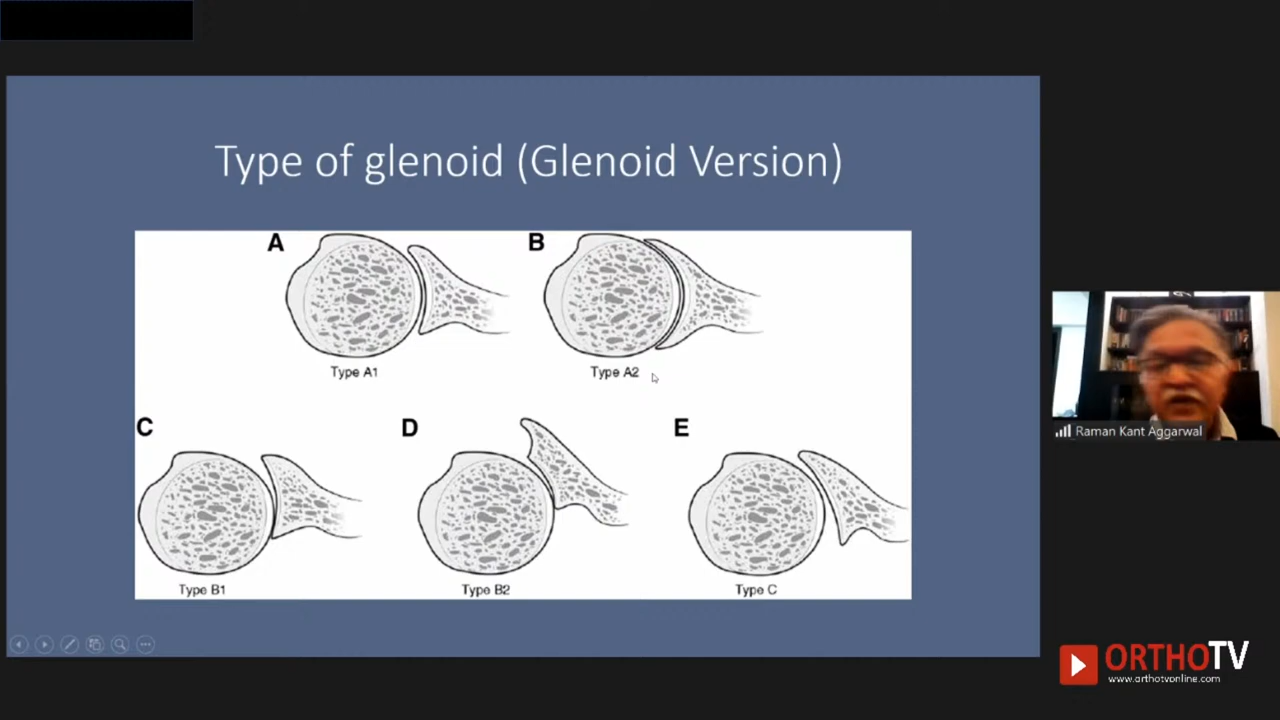 Type of glenoid (Glenoid Version)
A
B
Type A1
Type A2
C
D
E
Type B1
Type B2
Type C
Raman Kant Aggarwal
ORTHOTV
www.orthotvonline.com